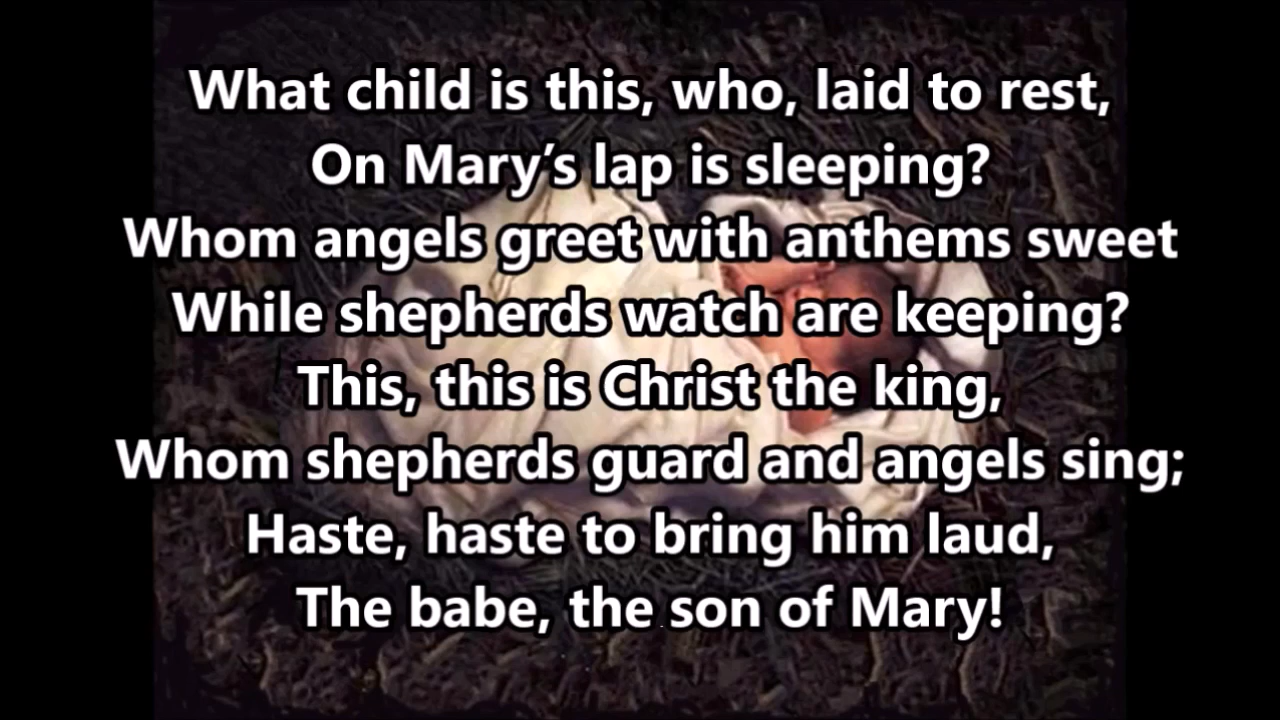 What child is this, who, laid to rest,
On Mary’s lap is sleeping?
Whom angels greet with anthems sweet
While shepherds watch are keeping?
This, this is Christ the king,
Whom shepherds guard and angels sing;
Haste, haste to bring him laud,
The babe, the son of Mary!